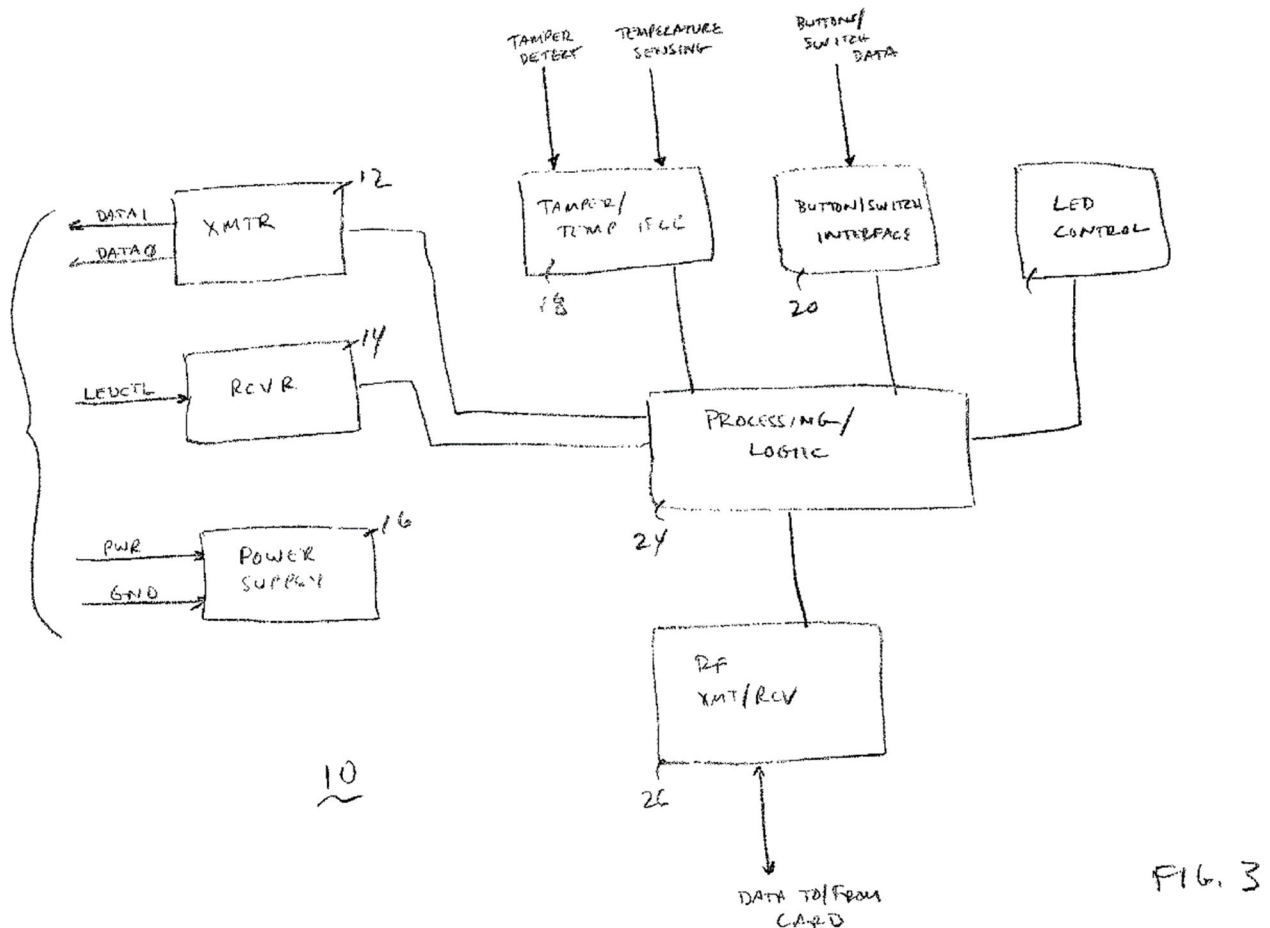 TAMPER
DETECT
TEMPERATURE
SENSING
BUTTONS/
SWITCH
DATA
12
XMTR
DATA1
DATA0
TAMPER/
TEMP
18
BUTTON/SWITCH
INTERFACE
20
LED
CONTROL
14
RCVR
LEDCTL
PROCESSING/
LOGIC
24
16
POWER
SUPPLY
PWR
GND
RF
XMT/RCV
26
10
DATA TO/FROM
CARD
FIG. 3